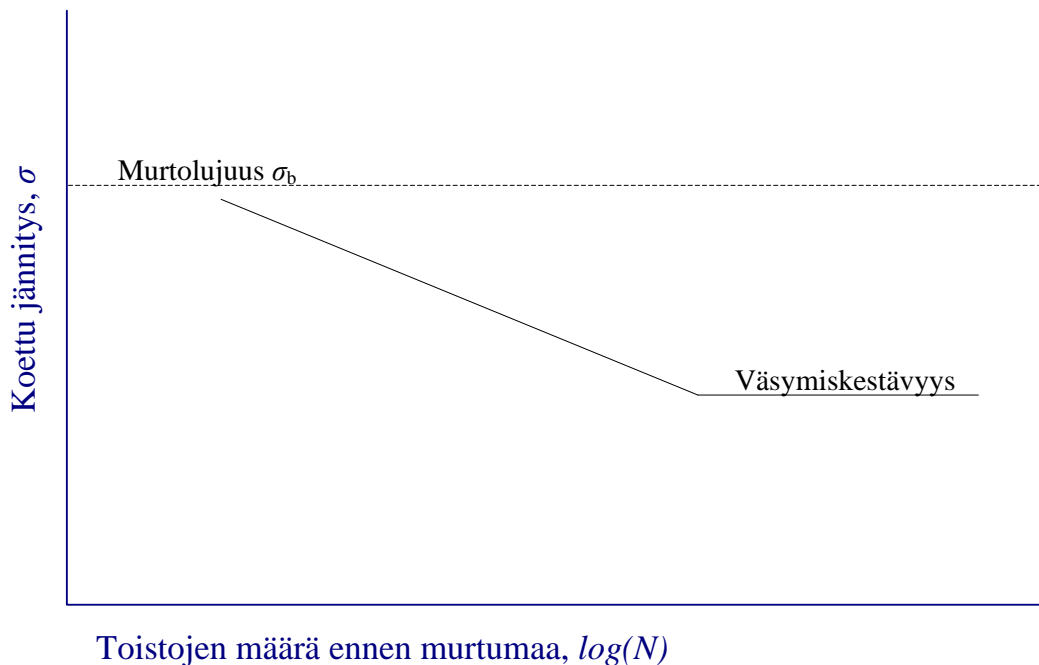 Murtolujuus σb
Koettu jännitys, σ
Väsymiskestävyys
Toistojen määrä ennen murtumaa, log(N)